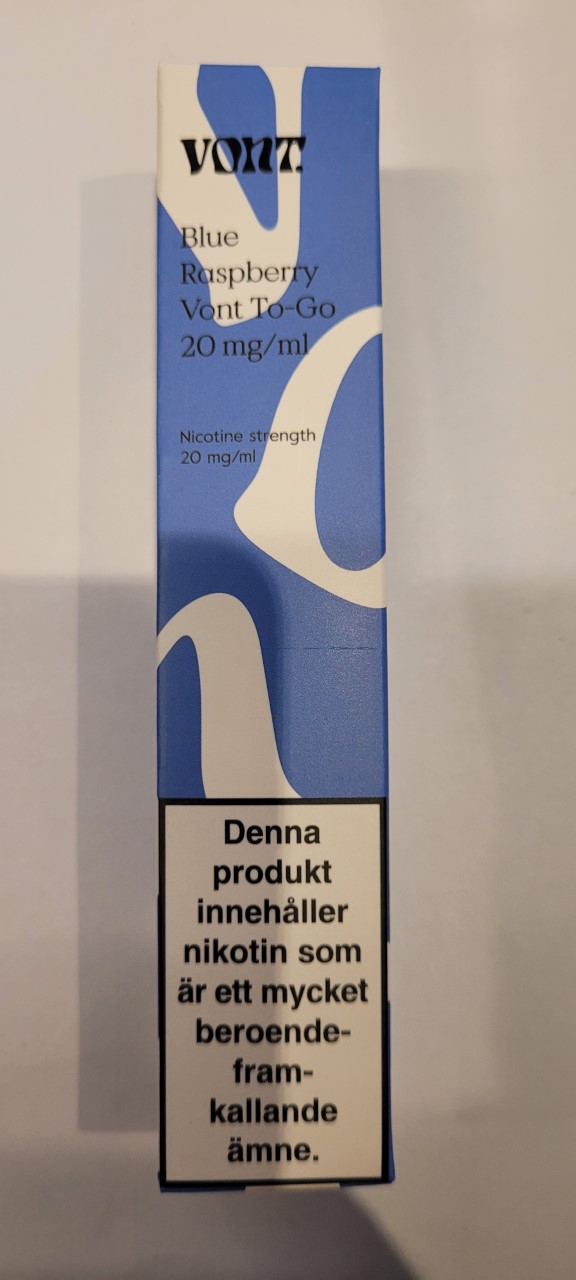 VONT.
Blue
Raspberry
Vont To-Go
20 mg/ml
Nicotine strength
20 mg/ml
Denna
produkt
innehåller
nikotin som
är ett mycket
beroende-
fram-
kallande
ämne.